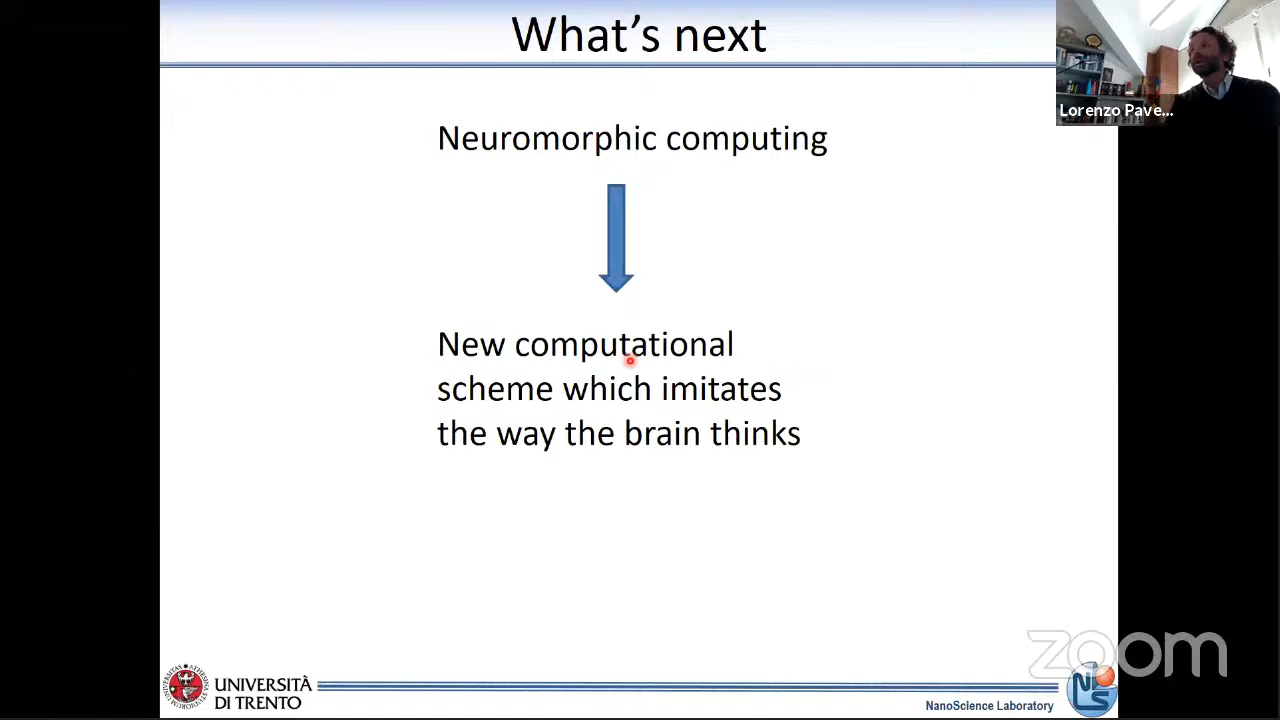 What's next
Lorenzo Pave...
Neuromorphic computing
New computational
scheme which imitates
the way the brain thinks
zoom
UNIVERSITÀ
DI TRENTO
NanoScience Laboratory